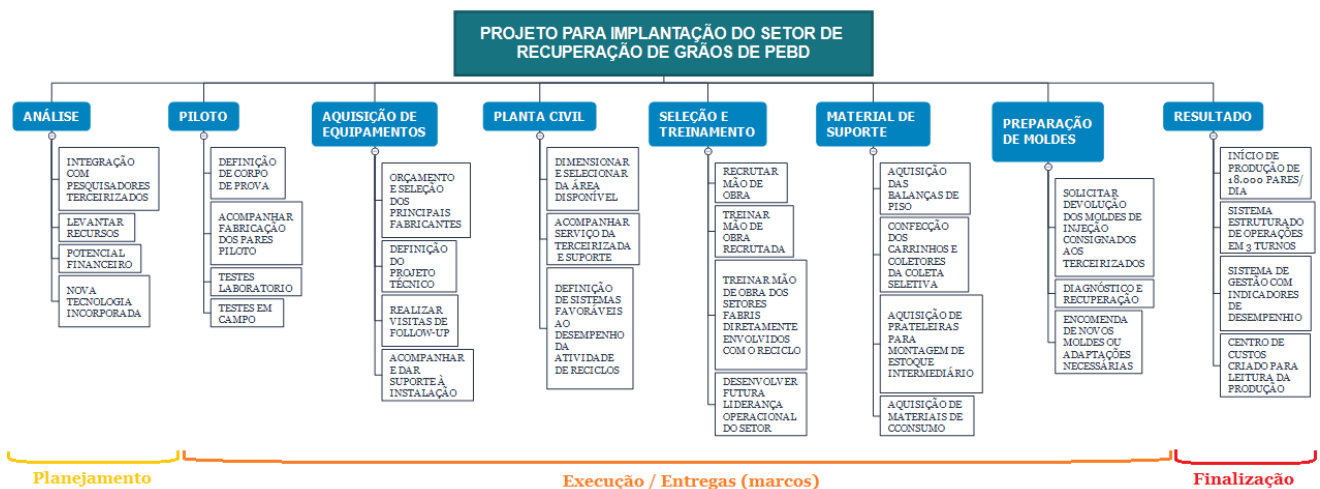 PROJETO PARA IMPLANTAÇÃO DO SETOR DE
RECUPERAÇÃO DE GRÃOS DE PEBD
ANÁLISE
INTEGRAÇÃO
COM
PESQUISADORES
TERCEIRIZADOS
LEVANTAR
RECURSOS
POTENCIAL
FINANCEIRO
NOVA
TECNOLOGIA
INCORPORADA
PILOTO
DEFINIÇÃO
DE CORPO
DE PROVA
ACOMPANHAR
FABRICAÇÃO
DOS PARES
PILOTO
TESTES
LABORATORIO
TESTES EM
CAMPO
AQUISIÇÃO DE
EQUIPAMENTOS
ORÇAMENTO
E SELEÇÃO
DOS
PRINCIPAIS
FABRICANTES
DEFINIÇÃO
DO
PROJETO
TÉCNICO
REALIZAR
VISITAS DE
FOLLOW-UP
ACOMPANHAR
E DAR
SUPORTE À
INSTALAÇÃO
PLANTA CIVIL
DIMENSIONAR
E SELECIONAR
DA ÁREA
DISPONÍVEL
ACOMPANHAR
SERVIÇO DA
TERCEIRIZADA
E SUPORTE
DEFINIÇÃO
DE SISTEMAS
FAVORÁVEIS
AO
DESEMPENHO
DA
ATIVIDADE
DE RECICLOS
SELEÇÃO E
TREINAMENTO
RECRUTAR
MÃO DE
OBRA
TREINAR
MÃO DE
OBRA
RECRUTADA
TREINAR MÃO
DE OBRA DOS
SETORES
FABRIS
DIRETAMENTE
ENVOLVIDOS
COM O RECICLO
DESENVOLVER
FUTURA
LIDERANÇA
OPERACIONAL
DO SETOR
MATERIAL DE
SUPORTE
AQUISIÇÃO
DAS
BALANÇAS DE
PISO
CONFECÇÃO
DOS
CARRINHOS E
COLETORES
DA COLETA
SELETIVA
AQUISIÇÃO DE
PRATELEIRAS
PARA
MONTAGEM DE
ESTOQUE
INTERMEDIÁRIO
AQUISIÇÃO DE
MATERIAIS DE
CCONSUMO
PREPARAÇÃO
DE MOLDES
SOLICITAR
DEVOLUÇÃO
DOS MOLDES DE
INJEÇÃO
CONSIGNADOS
AOS
TERCEIRIZADOS
DIAGNÓSTICO E
RECUPERAÇÃO
ENCOMENDA
DE NOVOS
MOLDES OU
ADAPTAÇÕES
NECESSÁRIAS
RESULTADO
INÍCIO DE
PRODUÇÃO DE
18.000 PARES/
DIA
SISTEMA
ESTRUTURADO
DE OPERAÇÕES
EM 3 TURNOS
SISTEMA DE
GESTÃO COM
INDICADORES
DE
DESEMPENHIO
CENTRO DE
CUSTOS
CRIADO PARA
LEITURA DA
PRODUÇÃO
Planejamento
Execução / Entregas (marcos)
Finalização